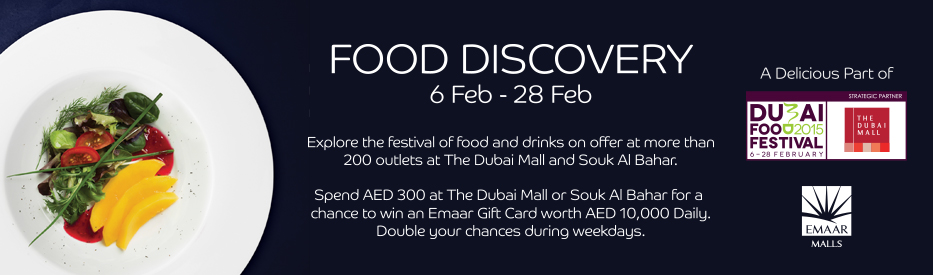 FOOD DISCOVERY
6 Feb - 28 Feb
Explore the festival of food and drinks on offer at more than
200 outlets at The Dubai Mall and Souk Al Bahar.
Spend AED 300 at The Dubai Mall or Souk Al Bahar for a
chance to win an Emaar Gift Card worth AED 10,000 Daily.
Double your chances during weekdays.
A Delicious Part of
STRATEGIC PARTNER
DUBAI
FOOD 2015
FESTIVAL
6-28 FEBRUARY
THE
DUBAI
MALL
EMAAR
MALLS